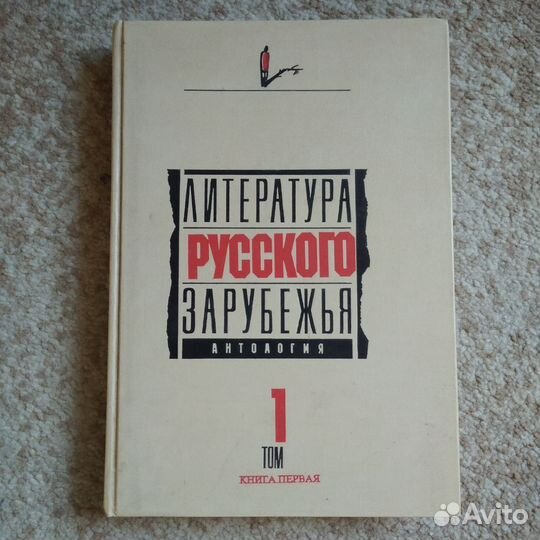 ЛИТЕРАТУРА
РУССКОГО
ЗАРУБЕЖЬЯ
АНТОЛОГИЯ
1
ТОМ
КНИГА ПЕРВАЯ
Avito